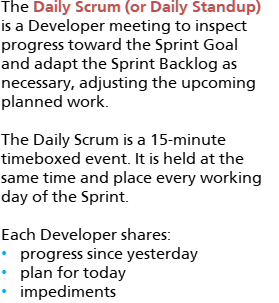 The Daily Scrum (or Daily Standup)
is a Developer meeting to inspect
progress toward the Sprint Goal
and adapt the Sprint Backlog as
necessary, adjusting the upcoming
planned work.

The Daily Scrum is a 15-minute
timeboxed event. It is held at the
same time and place every working
day of the Sprint.

Each Developer shares:
• progress since yesterday
• plan for today
• impediments